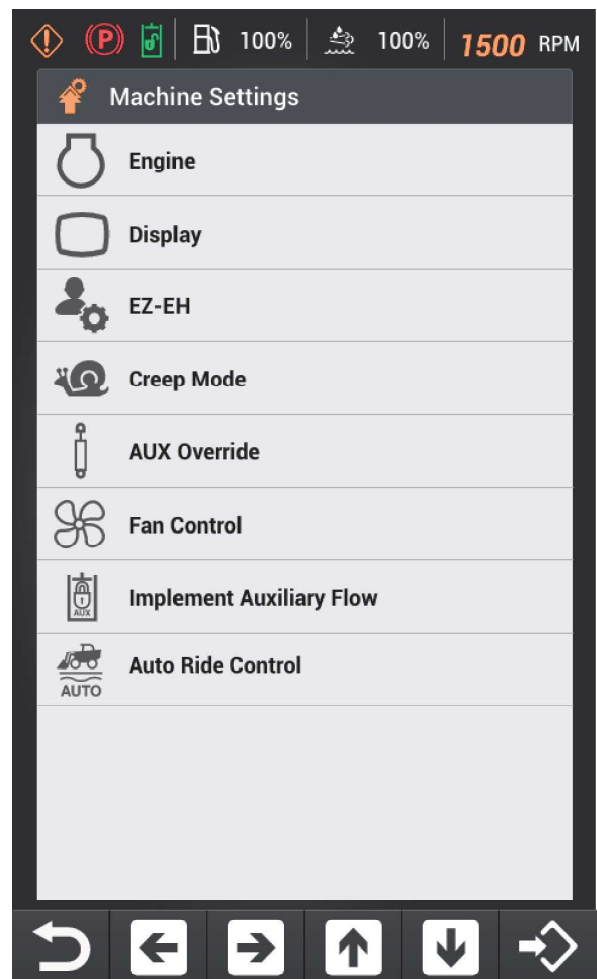 P 100% 100% 1500 RPM
Machine Settings
Engine
Display
EZ-EH
Creep Mode
AUX Override
Fan Control
AUX
Implement Auxiliary Flow
Auto Ride Control
AUTO